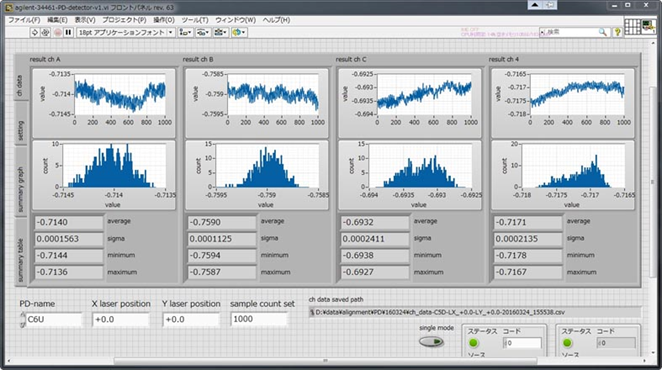 agilent-34461-PD-detector-v1.vi フロントパネル rev. 63
ファイル(F) 編集(E) 表示(V) プロジェクト(P) 操作(O) ツール(T) ウィンドウ(W) ヘルプ(H)
18pt アプリケーションフォント
検索
ch data
setting
summary graph
summary table
result ch A
result ch B
result ch C
result ch 4
value
-0.7135
-0.714
-0.7145
0 200 400 600 800 1000
value
-0.7585
-0.759
-0.7595
0 200 400 600 800 1000
value
-0.6925
-0.693
-0.6935
-0.694
0 200 400 600 800 1000
value
-0.7165
-0.717
-0.7175
-0.718
0 200 400 600 800 1000
count
10
8
6
4
2
0
-0.7145 -0.714 -0.7135
value
count
15
10
5
0
-0.7595 -0.759 -0.7585
value
count
14
10
5
0
-0.694 -0.6935 -0.693 -0.6925
value
count
20
15
10
5
0
-0.718 -0.7175 -0.717 -0.7165
value
-0.7140 average
0.0001563 sigma
-0.7144 minimum
-0.7136 maximum
-0.7590 average
0.0001125 sigma
-0.7594 minimum
-0.7587 maximum
-0.6932 average
0.0002411 sigma
-0.6938 minimum
-0.6927 maximum
-0.7171 average
0.0002135 sigma
-0.7178 minimum
-0.7167 maximum
PD-name
C6U
X laser position
+0.0
Y laser position
+0.0
sample count set
1000
ch data saved path
D:¥data¥alignment¥PD¥160324¥ch_data-C5D-LX_+0.0-LY_+0.0-20160324_155538.csv
single mode
ステータス コード
0
ソース
ステータス コード
0
ソース